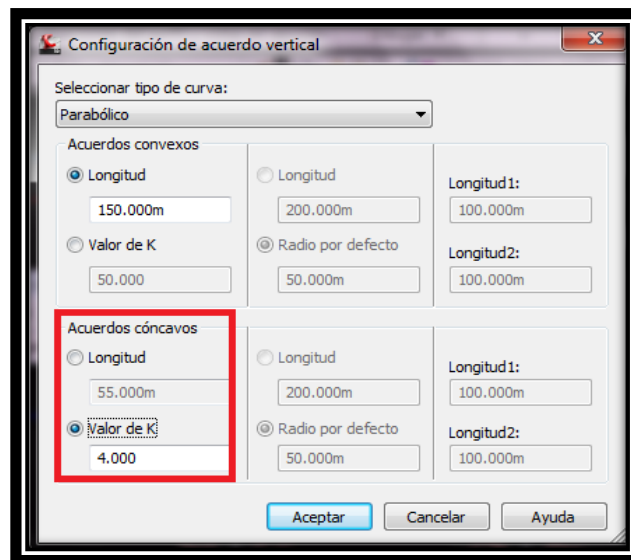 Configuración de acuerdo vertical
Seleccionar tipo de curva:
Parabólico
Acuerdos convexos
Longitud
150.000m
Valor de K
50.000
Longitud
200.000m
Radio por defecto
50.000m
Longitud1:
100.000m
Longitud2:
100.000m
Acuerdos cóncavos
Longitud
55.000m
Valor de K
4.000
Longitud
200.000m
Radio por defecto
50.000m
Longitud1:
100.000m
Longitud2:
100.000m
Aceptar
Cancelar
Ayuda